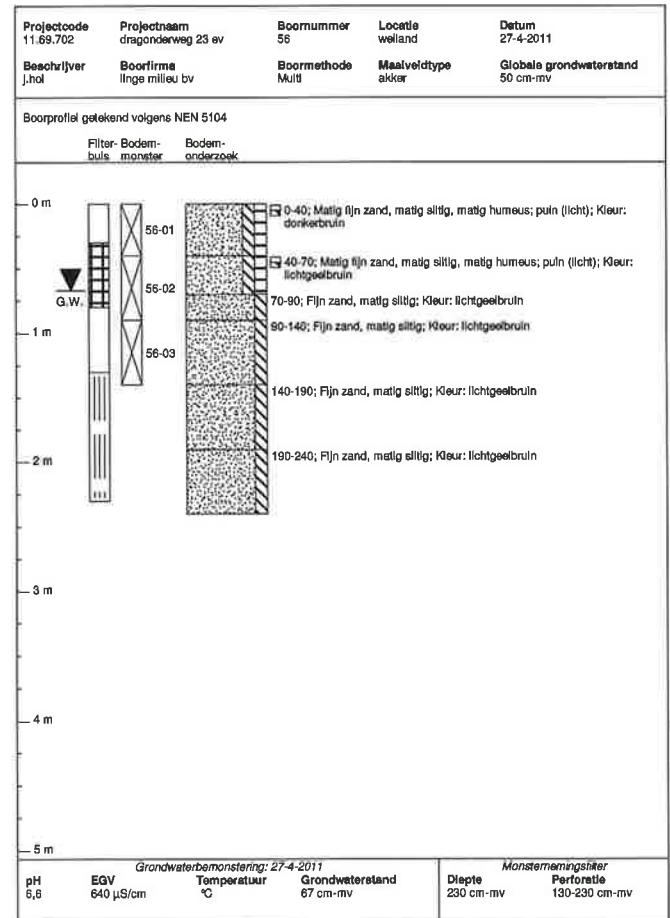 Projectcode Projectnaam Boornummer Locatie Datum
11.69.702 dragonderweg 23 ev 56 weiland 27-4-2011
Beschrijver Boorfirma Boormethode Maaiveldtype Globale grondwaterstand
j.hol linge milieu bv Multi akker 50 cm-mv
Boorprofiel getekend volgens NEN 5104
Filter- Bodem- Bodem-
buis monster onderzoek
0 m
0-40; Matig fijn zand, matig siltig, matig humeus; puin (licht); Kleur:
donkerbruin
56-01
40-70; Matig fijn zand, matig siltig, matig humeus; puin (licht); Kleur:
lichtgeelbruin
56-02
G.W.
70-90; Fijn zand, matig siltig; Kleur: lichtgeelbruin
90-140; Fijn zand, matig siltig; Kleur: lichtgeelbruin
1 m
56-03
140-190; Fijn zand, matig siltig; Kleur: lichtgeelbruin
190-240; Fijn zand, matig siltig; Kleur: lichtgeelbruin
2 m
3 m
4 m
5 m
Grondwaterbemonstering: 27-4-2011 Monsternemingsfilter
pH EGV Temperatuur Grondwaterstand Diepte Perforatie
6,6 640 µS/cm °C 67 cm-mv 230 cm-mv 130-230 cm-mv